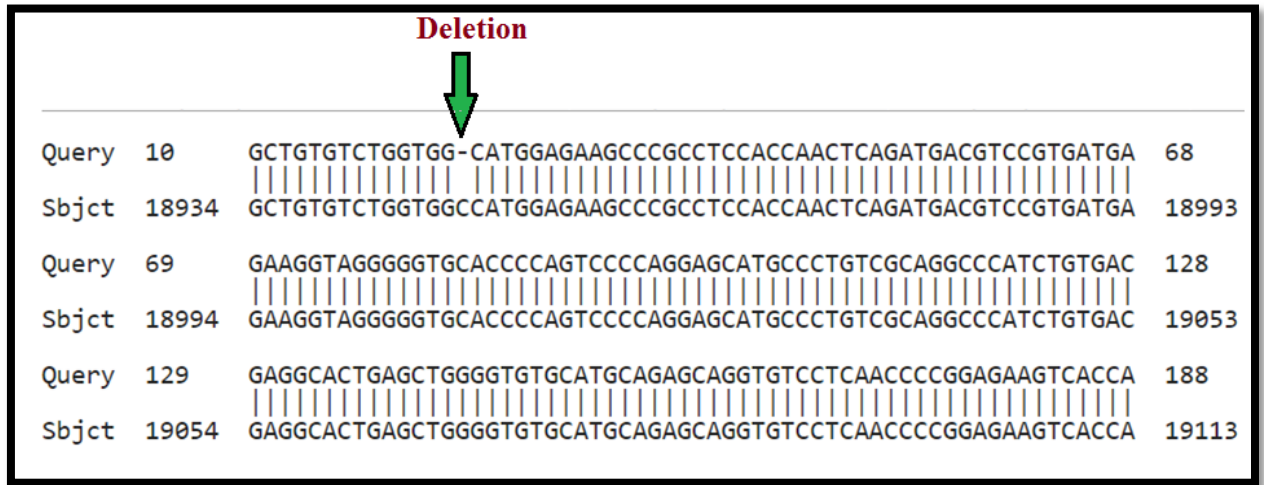 Deletion
Query 10 GCTGTGTCTGGTGG-CATGGAGAAGCCCGCCTCCACCAACTCAGATGACGTCCGTGATGA 68
Sbjct 18934 GCTGTGTCTGGTGGCCATGGAGAAGCCCGCCTCCACCAACTCAGATGACGTCCGTGATGA 18993
Query 69 GAAGGTAGGGGGTGCACCCCAGTCCCCAGGAGCATGCCCTGTCGCAGGCCCATCTGTGAC 128
Sbjct 18994 GAAGGTAGGGGGTGCACCCCAGTCCCCAGGAGCATGCCCTGTCGCAGGCCCATCTGTGAC 19053
Query 129 GAGGCACTGAGCTGGGGTGTGCATGCAGAGCAGGTGTCCTCAACCCCGGAGAAGTCACCA 188
Sbjct 19054 GAGGCACTGAGCTGGGGTGTGCATGCAGAGCAGGTGTCCTCAACCCCGGAGAAGTCACCA 19113